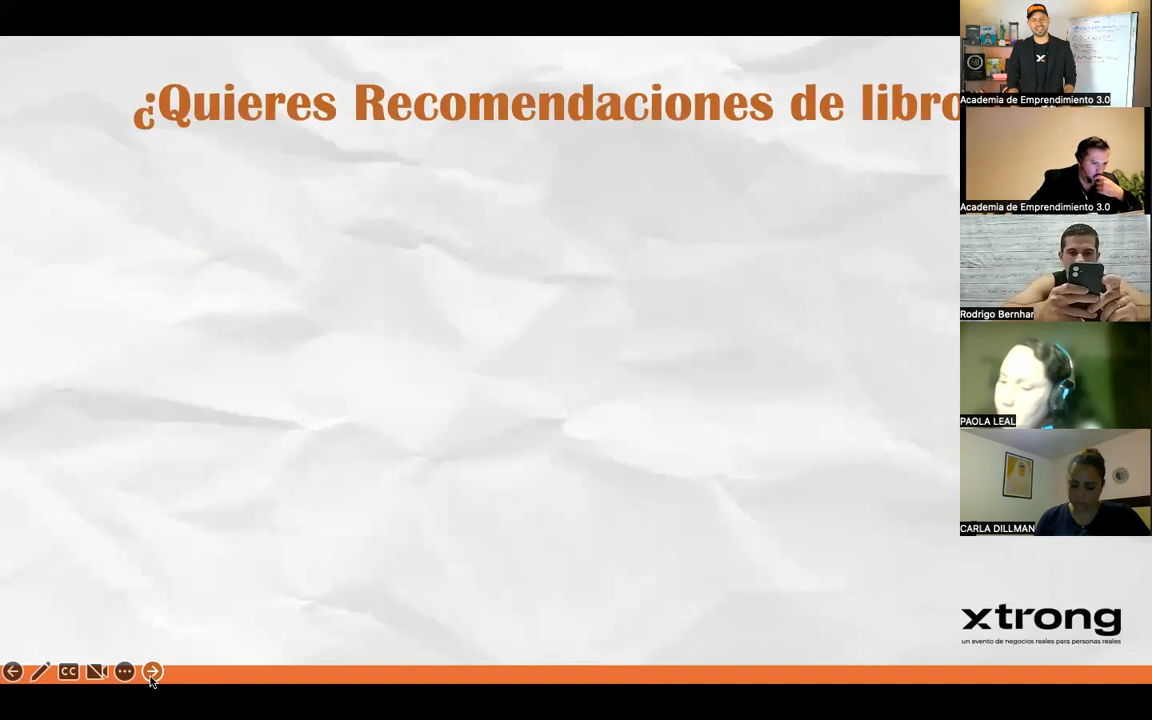 ¿Quieres Recomendaciones de libro
Academia de Emprendimiento 3.0
Academia de Emprendimiento 3.0
Rodrigo Bernhar
PAOLA LEAL
CARLA DILLMAN
xtrong
un evento de negocios reales para personas reales
CC